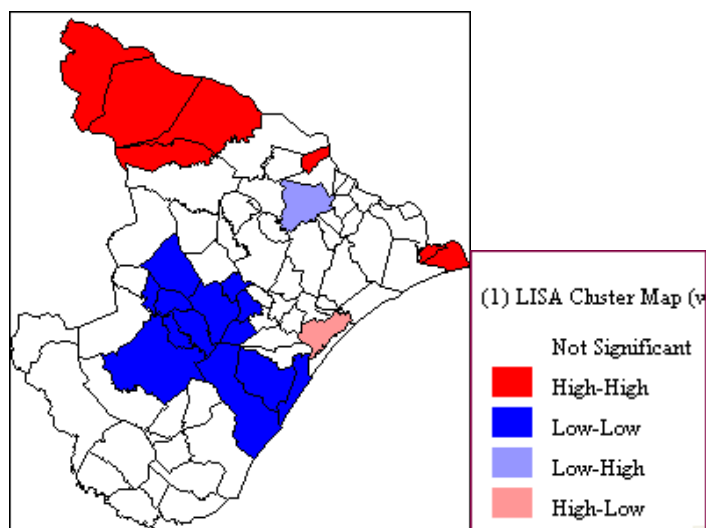 (1) LISA Cluster Map (w
Not Significant
High-High
Low-Low
Low-High
High-Low